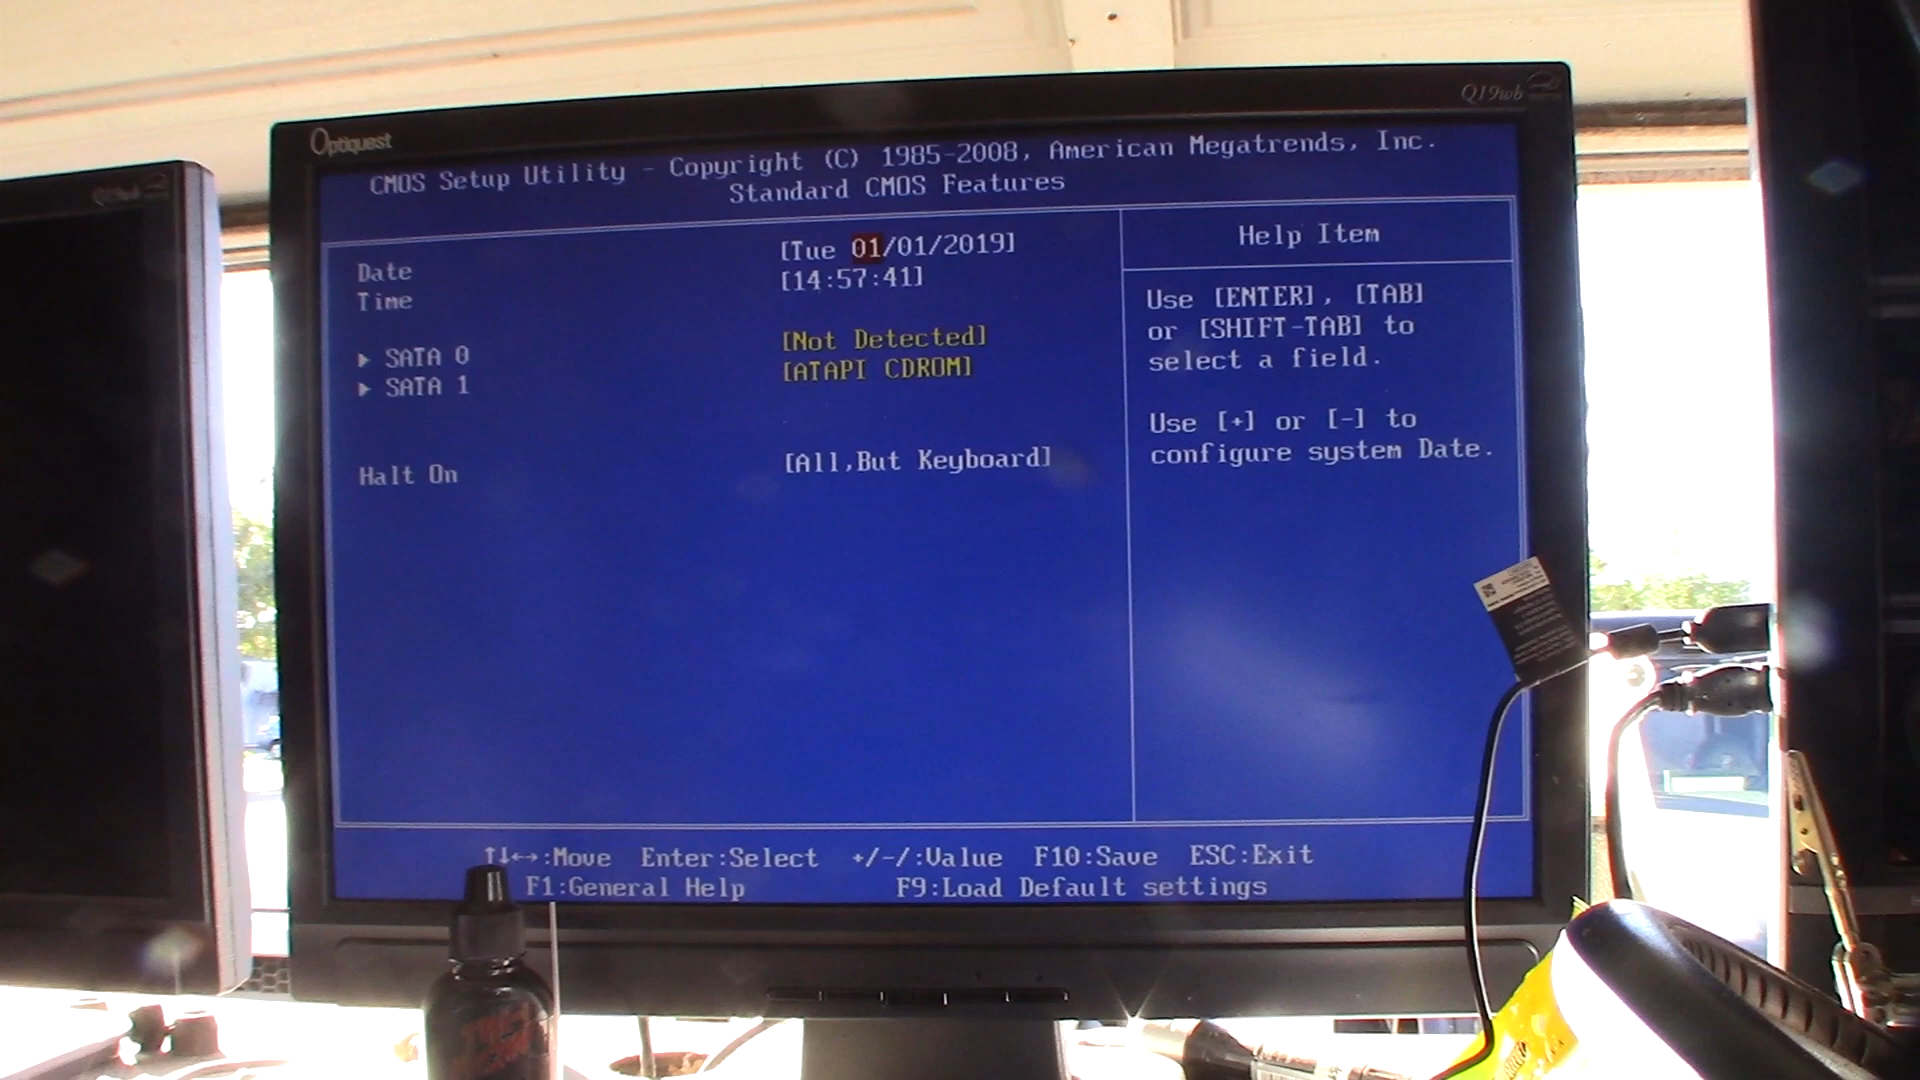 Optiquest
Q19wb
Q19wb
CMOS Setup Utility - Copyright (C) 1985-2008, American Megatrends, Inc.
Standard CMOS Features
Date [Tue 01/01/2019]
Time [14:57:41]
▶ SATA 0 [Not Detected]
▶ SATA 1 [ATAPI CDROM]
Halt On [All,But Keyboard]
Help Item
Use [ENTER], [TAB]
or [SHIFT-TAB] to
select a field.
Use [+] or [-] to
configure system Date.
↑↓←→:Move Enter:Select +/-/:Value F10:Save ESC:Exit
F1:General Help F9:Load Default settings